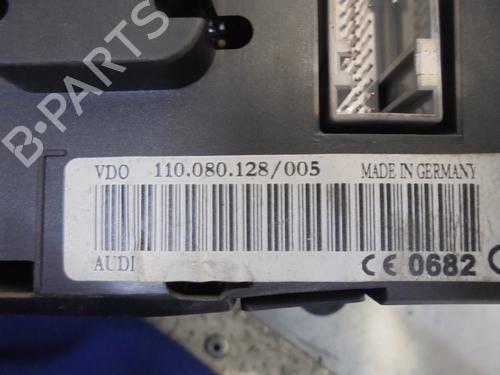 B-PARTS
VDO 110.080.128/005 MADE IN GERMANY
AUDI CE 0682